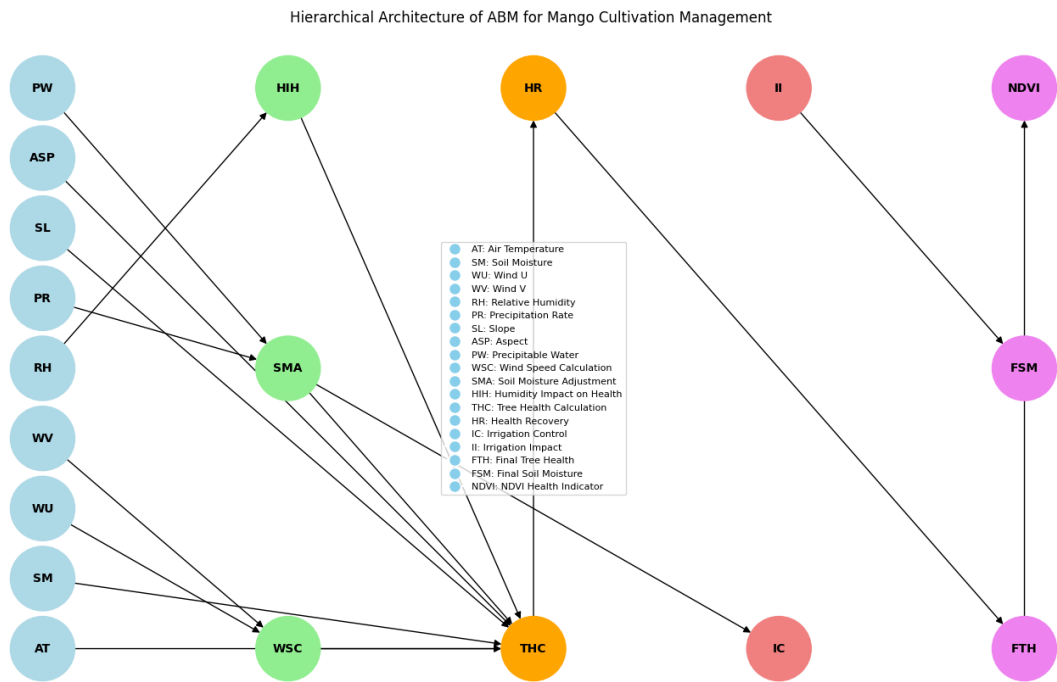 Hierarchical Architecture of ABM for Mango Cultivation Management
PW
HIH
HR
II
NDVI
ASP
SL
PR
RH
SMA
FSM
WV
WU
SM
AT
WSC
THC
IC
FTH
AT: Air Temperature
SM: Soil Moisture
WU: Wind U
WV: Wind V
RH: Relative Humidity
PR: Precipitation Rate
SL: Slope
ASP: Aspect
PW: Precipitable Water
WSC: Wind Speed Calculation
SMA: Soil Moisture Adjustment
HIH: Humidity Impact on Health
THC: Tree Health Calculation
HR: Health Recovery
IC: Irrigation Control
II: Irrigation Impact
FTH: Final Tree Health
FSM: Final Soil Moisture
NDVI: NDVI Health Indicator